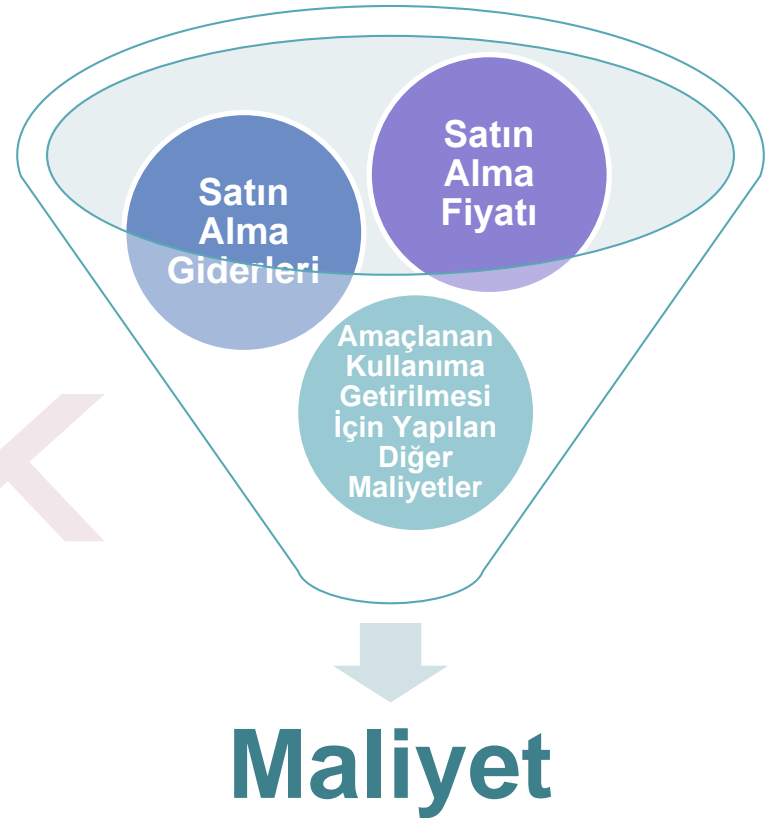 Satın
Alma
Fiyatı
Satın
Alma
Giderleri
Amaçlanan
Kullanıma
Getirilmesi
İçin Yapılan
Diğer
Maliyetler
Maliyet